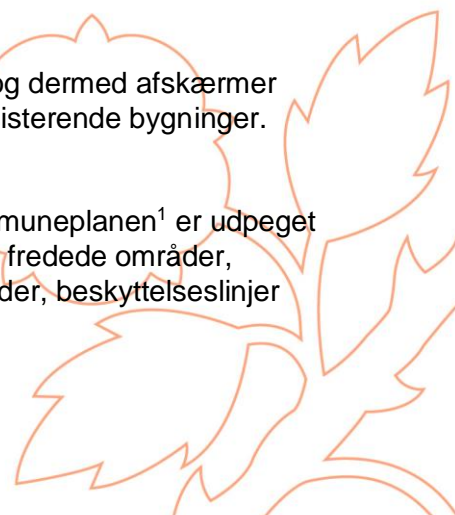 og dermed afskærmer
isterende bygninger.
muneplanen¹ er udpeget
fredede områder,
der, beskyttelseslinjer